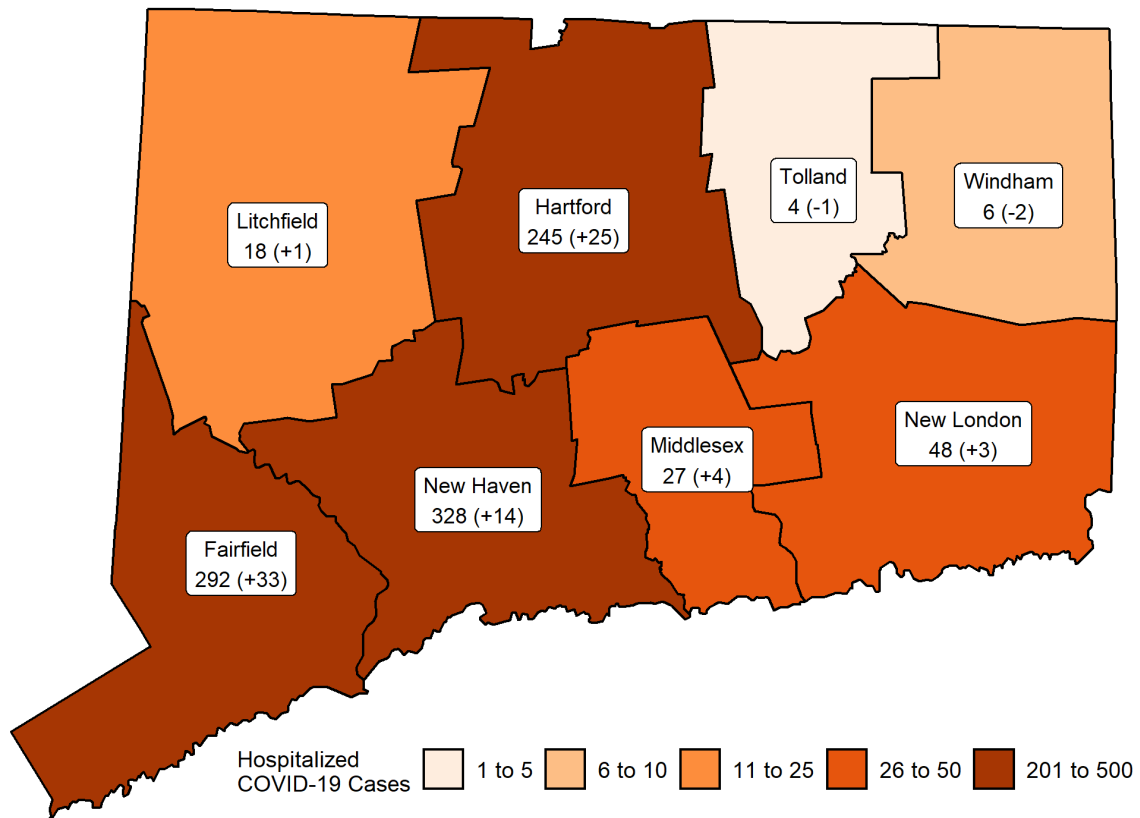 Tolland
4 (-1)
Windham
6 (-2)
Litchfield
18 (+1)
Hartford
245 (+25)
New London
48 (+3)
Middlesex
27 (+4)
New Haven
328 (+14)
Fairfield
292 (+33)
Hospitalized
COVID-19 Cases
1 to 5
6 to 10
11 to 25
26 to 50
201 to 500